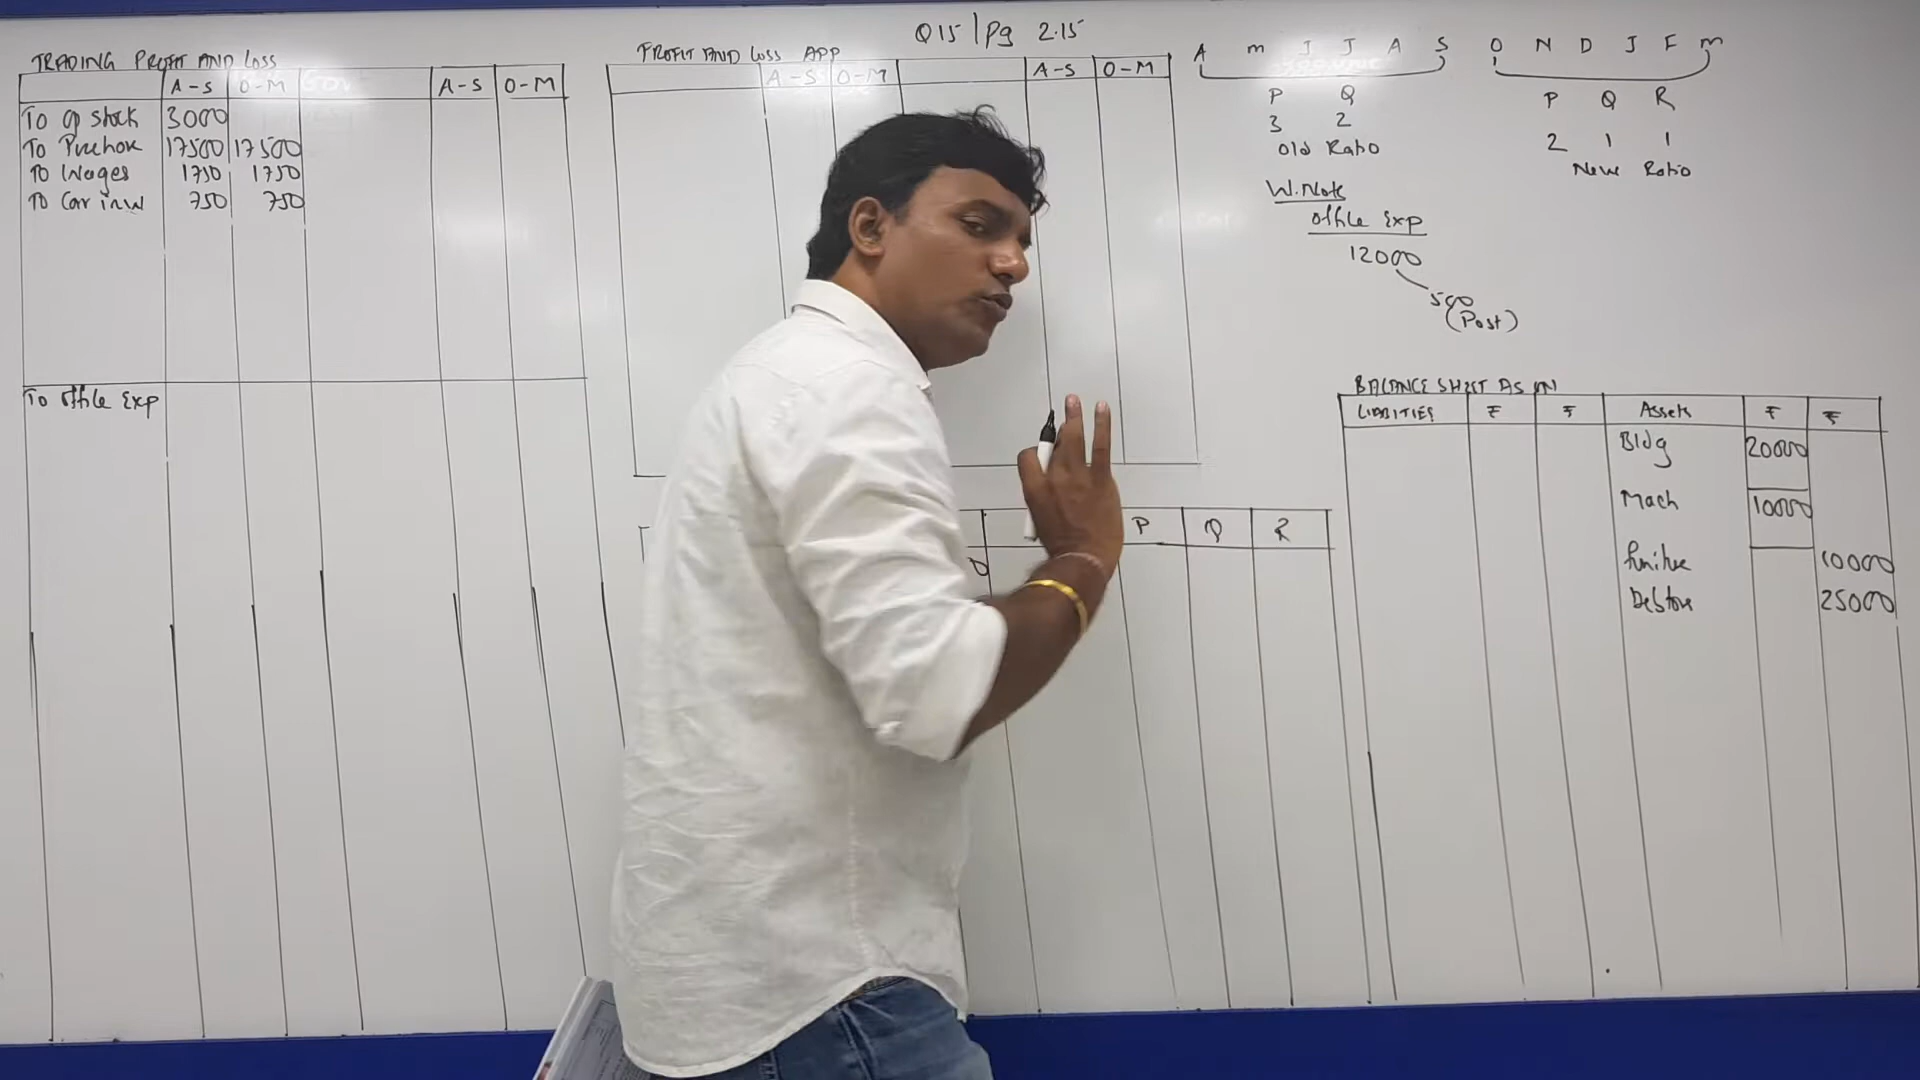 Q15 / Pg 2.15
TRADING PROFIT AND LOSS
A-S O-M A-S O-M
To Op Stock 3000
To Purchase 17500 17500
To Wages 1750 1750
To Car inw 750 750
To office Exp
PROFIT AND LOSS APP
A-S O-M A-S O-M
P Q R
A M J J A S O N D J F M
P Q P Q R
3 2 2 1 1
Old Ratio New Ratio
W.Note
Office Exp
12000
500
(Post)
BALANCE SHEET AS ON
LIABITIES ₹ ₹ Assets ₹ ₹
Bldg 20000
Mach 10000
Furniture 10000
Debtors 25000